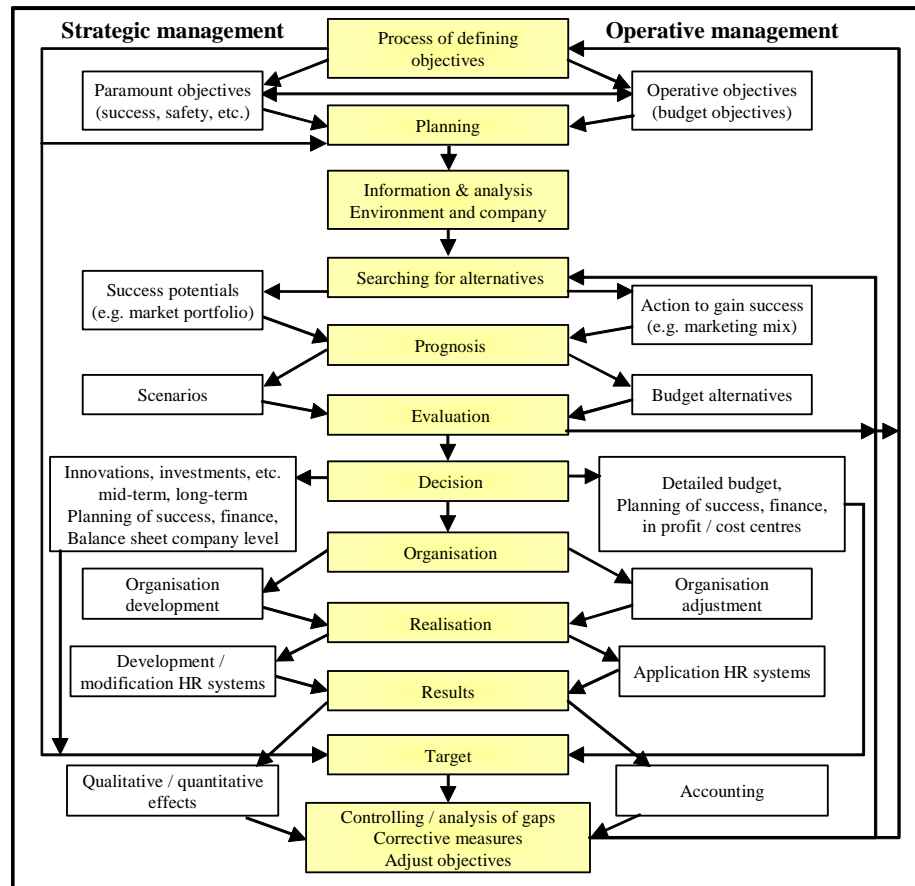 Strategic management
Operative management
Process of defining
objectives
Paramount objectives
(success, safety, etc.)
Operative objectives
(budget objectives)
Planning
Information & analysis
Environment and company
Searching for alternatives
Success potentials
(e.g. market portfolio)
Action to gain success
(e.g. marketing mix)
Prognosis
Scenarios
Budget alternatives
Evaluation
Innovations, investments, etc.
mid-term, long-term
Planning of success, finance,
Balance sheet company level
Decision
Detailed budget,
Planning of success, finance,
in profit / cost centres
Organisation
Organisation
development
Organisation
adjustment
Realisation
Development /
modification HR systems
Application HR systems
Results
Target
Qualitative / quantitative
effects
Accounting
Controlling / analysis of gaps
Corrective measures
Adjust objectives